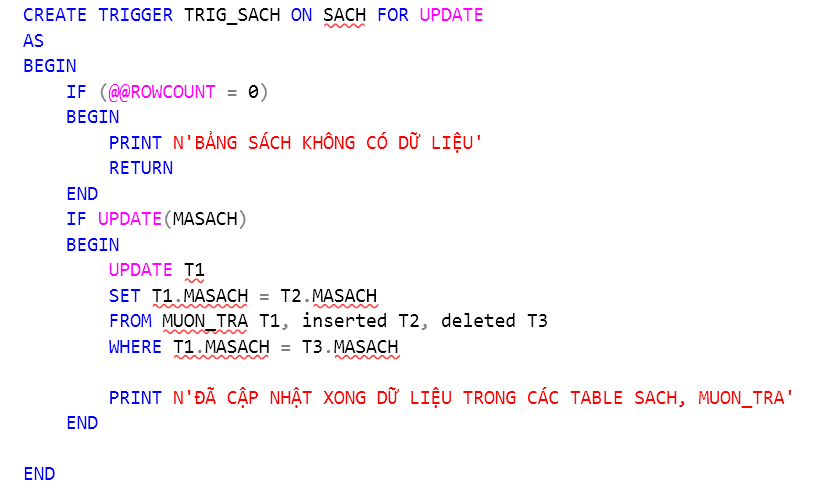 CREATE TRIGGER TRIG_SACH ON SACH FOR UPDATE
AS
BEGIN
IF (@@ROWCOUNT = 0)
BEGIN
PRINT N'BẢNG SÁCH KHÔNG CÓ DỮ LIỆU'
RETURN
END
IF UPDATE(MASACH)
BEGIN
UPDATE T1
SET T1.MASACH = T2.MASACH
FROM MUON_TRA T1, inserted T2, deleted T3
WHERE T1.MASACH = T3.MASACH
PRINT N'ĐÃ CẬP NHẬT XONG DỮ LIỆU TRONG CÁC TABLE SACH, MUON_TRA'
END
END